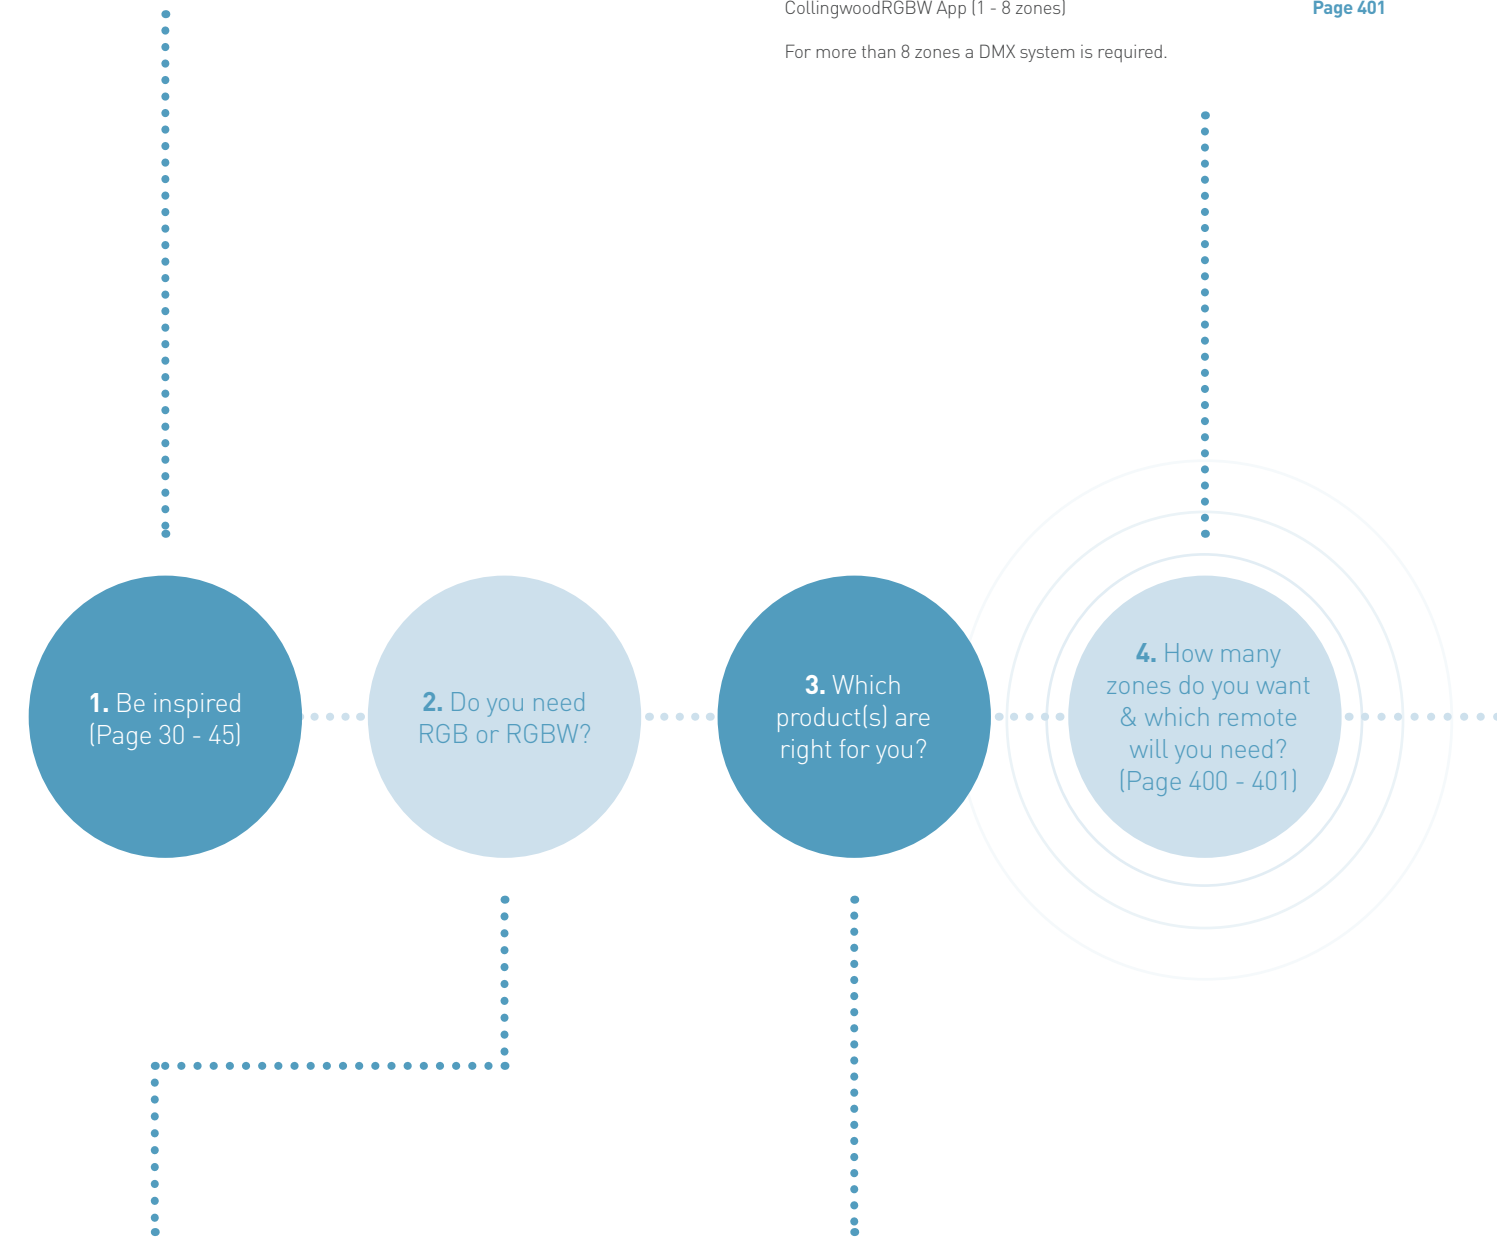 CollingwoodRGBW App (1 - 8 zones) Page 401
For more than 8 zones a DMX system is required.
1. Be inspired
(Page 30 - 45)
2. Do you need
RGB or RGBW?
3. Which
product(s) are
right for you?
4. How many
zones do you want
& which remote
will you need?
(Page 400 - 401)